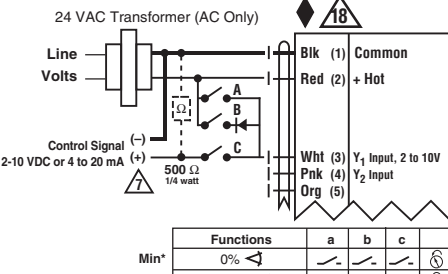 24 VAC Transformer (AC Only)
18
Line
Volts
Blk (1) Common
Red (2) + Hot
A
Ω
B
C
Control Signal (–)
2-10 VDC or 4 to 20 mA (+)
7
500 Ω
1/4 watt
Wht (3) Y1 Input, 2 to 10V
Pnk (4) Y2 Input
Org (5)
Functions a b c
Min* 0%